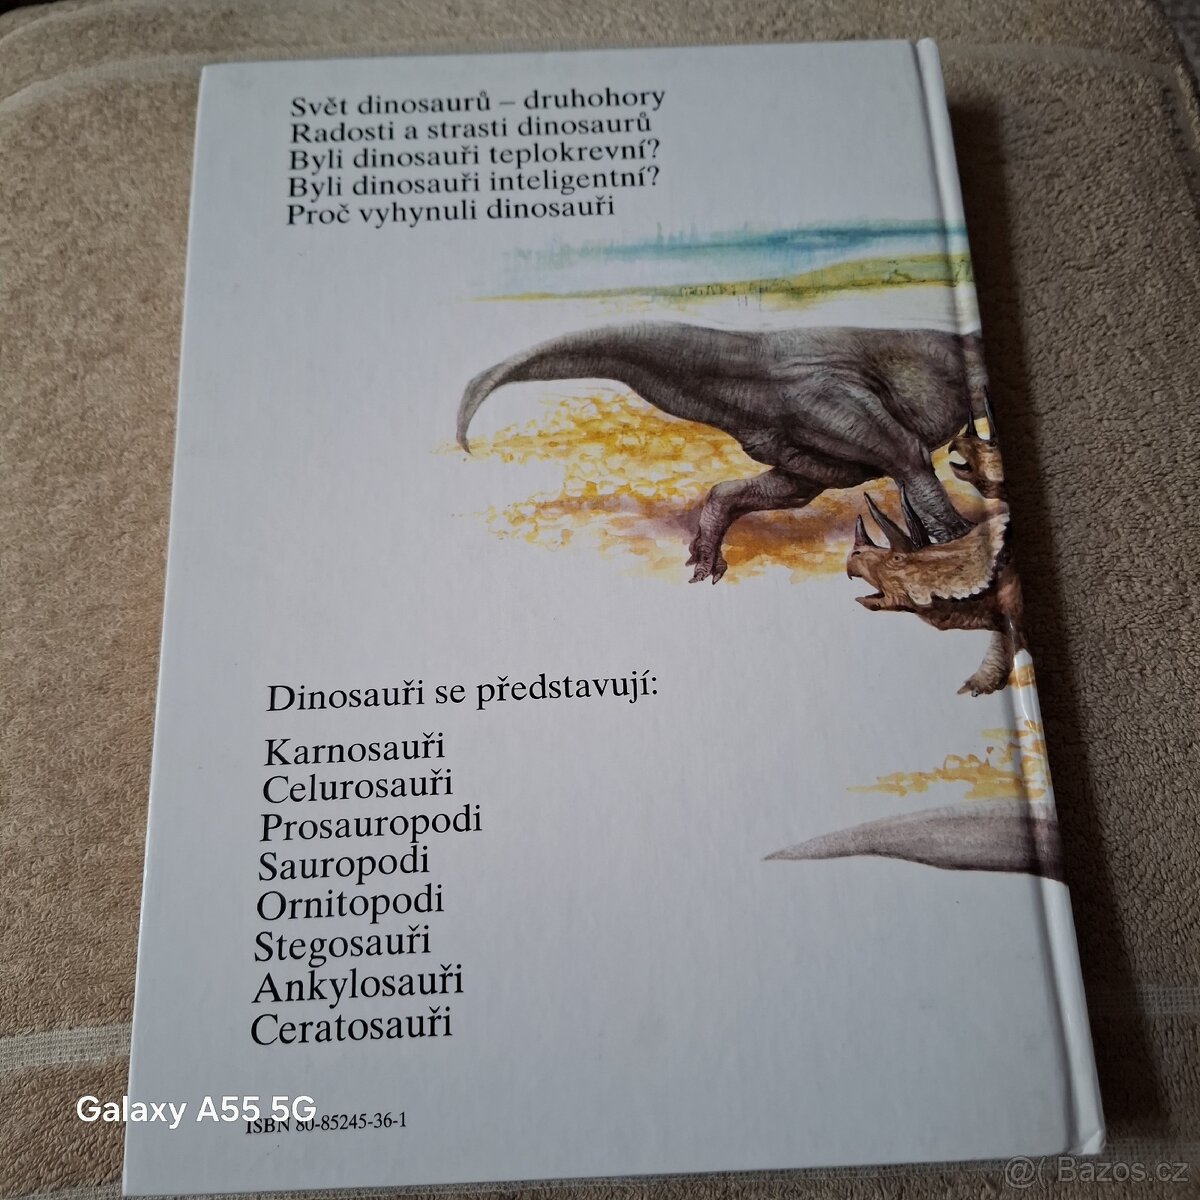 Svět dinosaurů – druhohory
Radosti a strasti dinosaurů
Byli dinosauři teplokrevní?
Byli dinosauři inteligentní?
Proč vyhynuli dinosauři
Dinosauři se představují:
Karnosauři
Celurosauři
Prosauropodi
Sauropodi
Ornitopodi
Stegosauři
Ankylosauři
Ceratosauři
Galaxy A55 5G
ISBN 80-85245-36-1
@( Bazos.cz